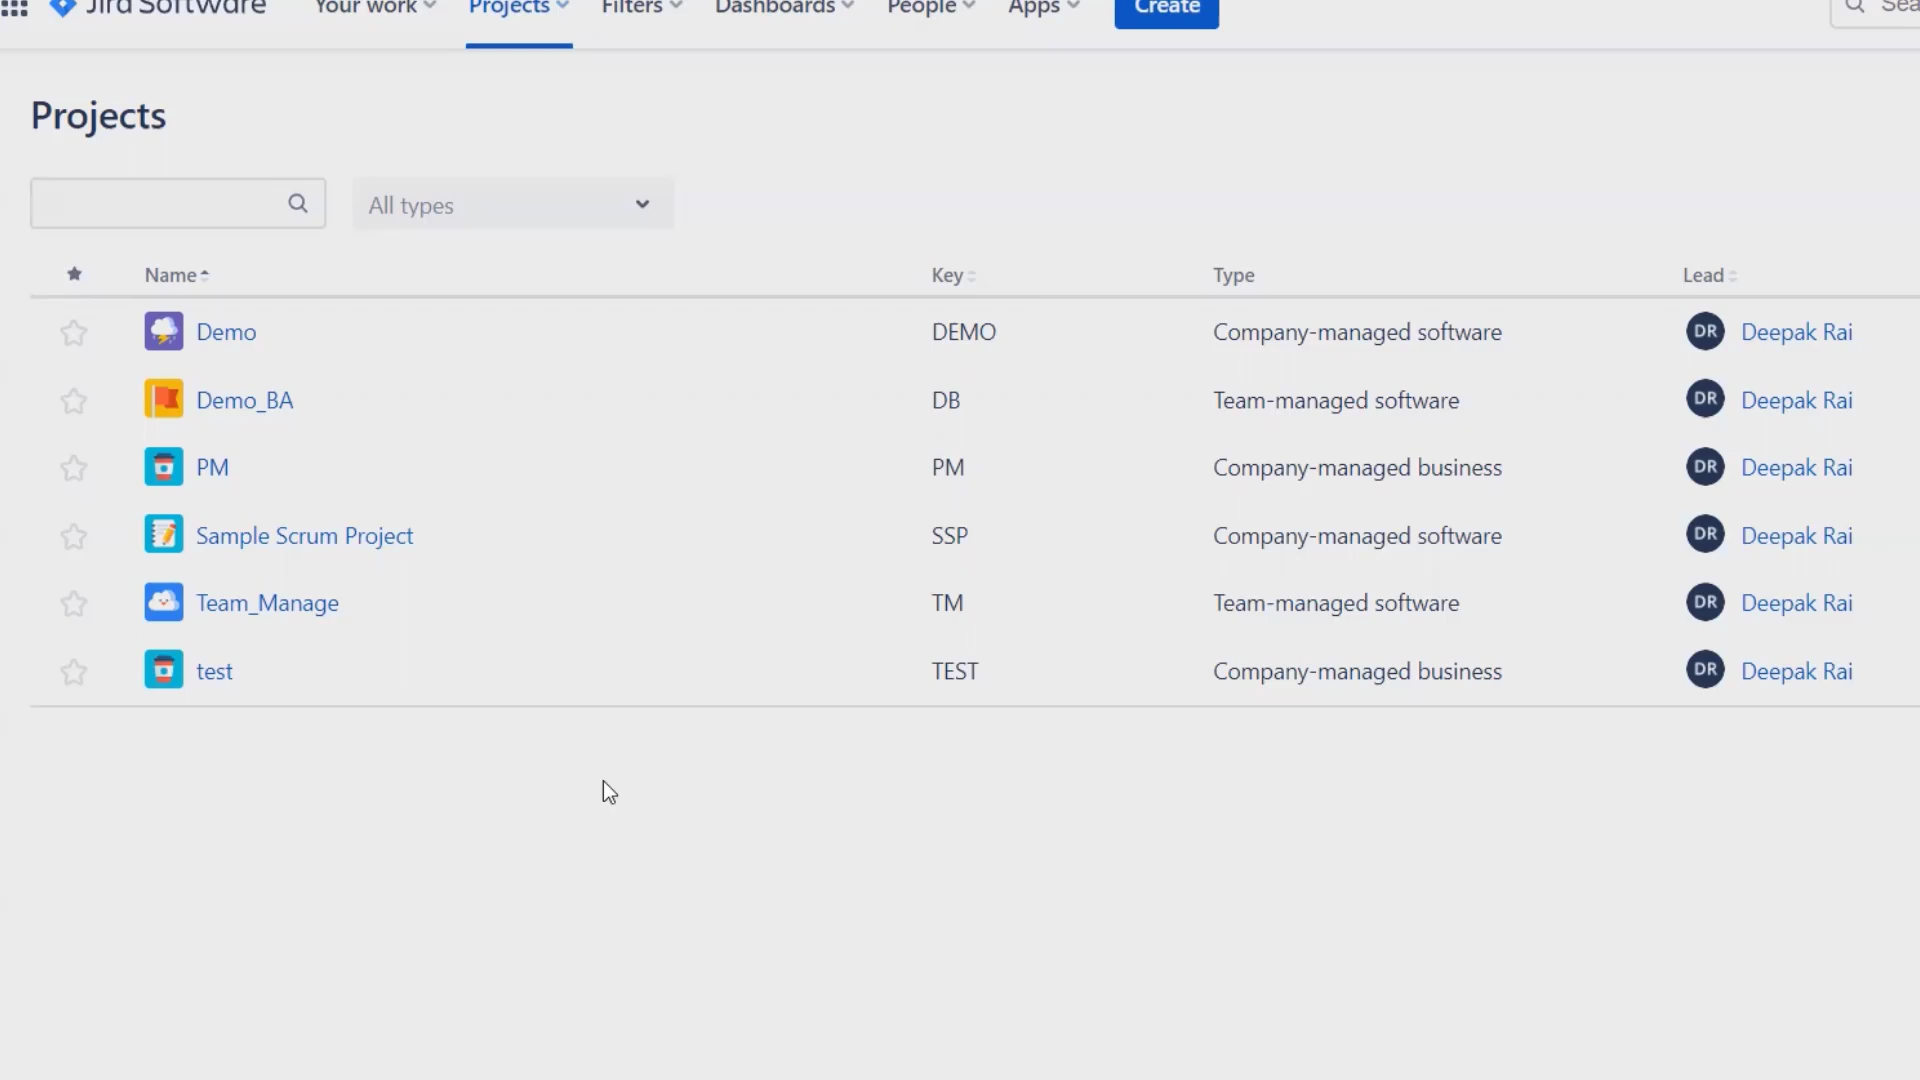 Jira Software Your work Projects Filters Dashboards People Apps Create
Projects
All types
Name Key Type Lead
Demo DEMO Company-managed software DR Deepak Rai
Demo_BA DB Team-managed software DR Deepak Rai
PM PM Company-managed business DR Deepak Rai
Sample Scrum Project SSP Company-managed software DR Deepak Rai
Team_Manage TM Team-managed software DR Deepak Rai
test TEST Company-managed business DR Deepak Rai